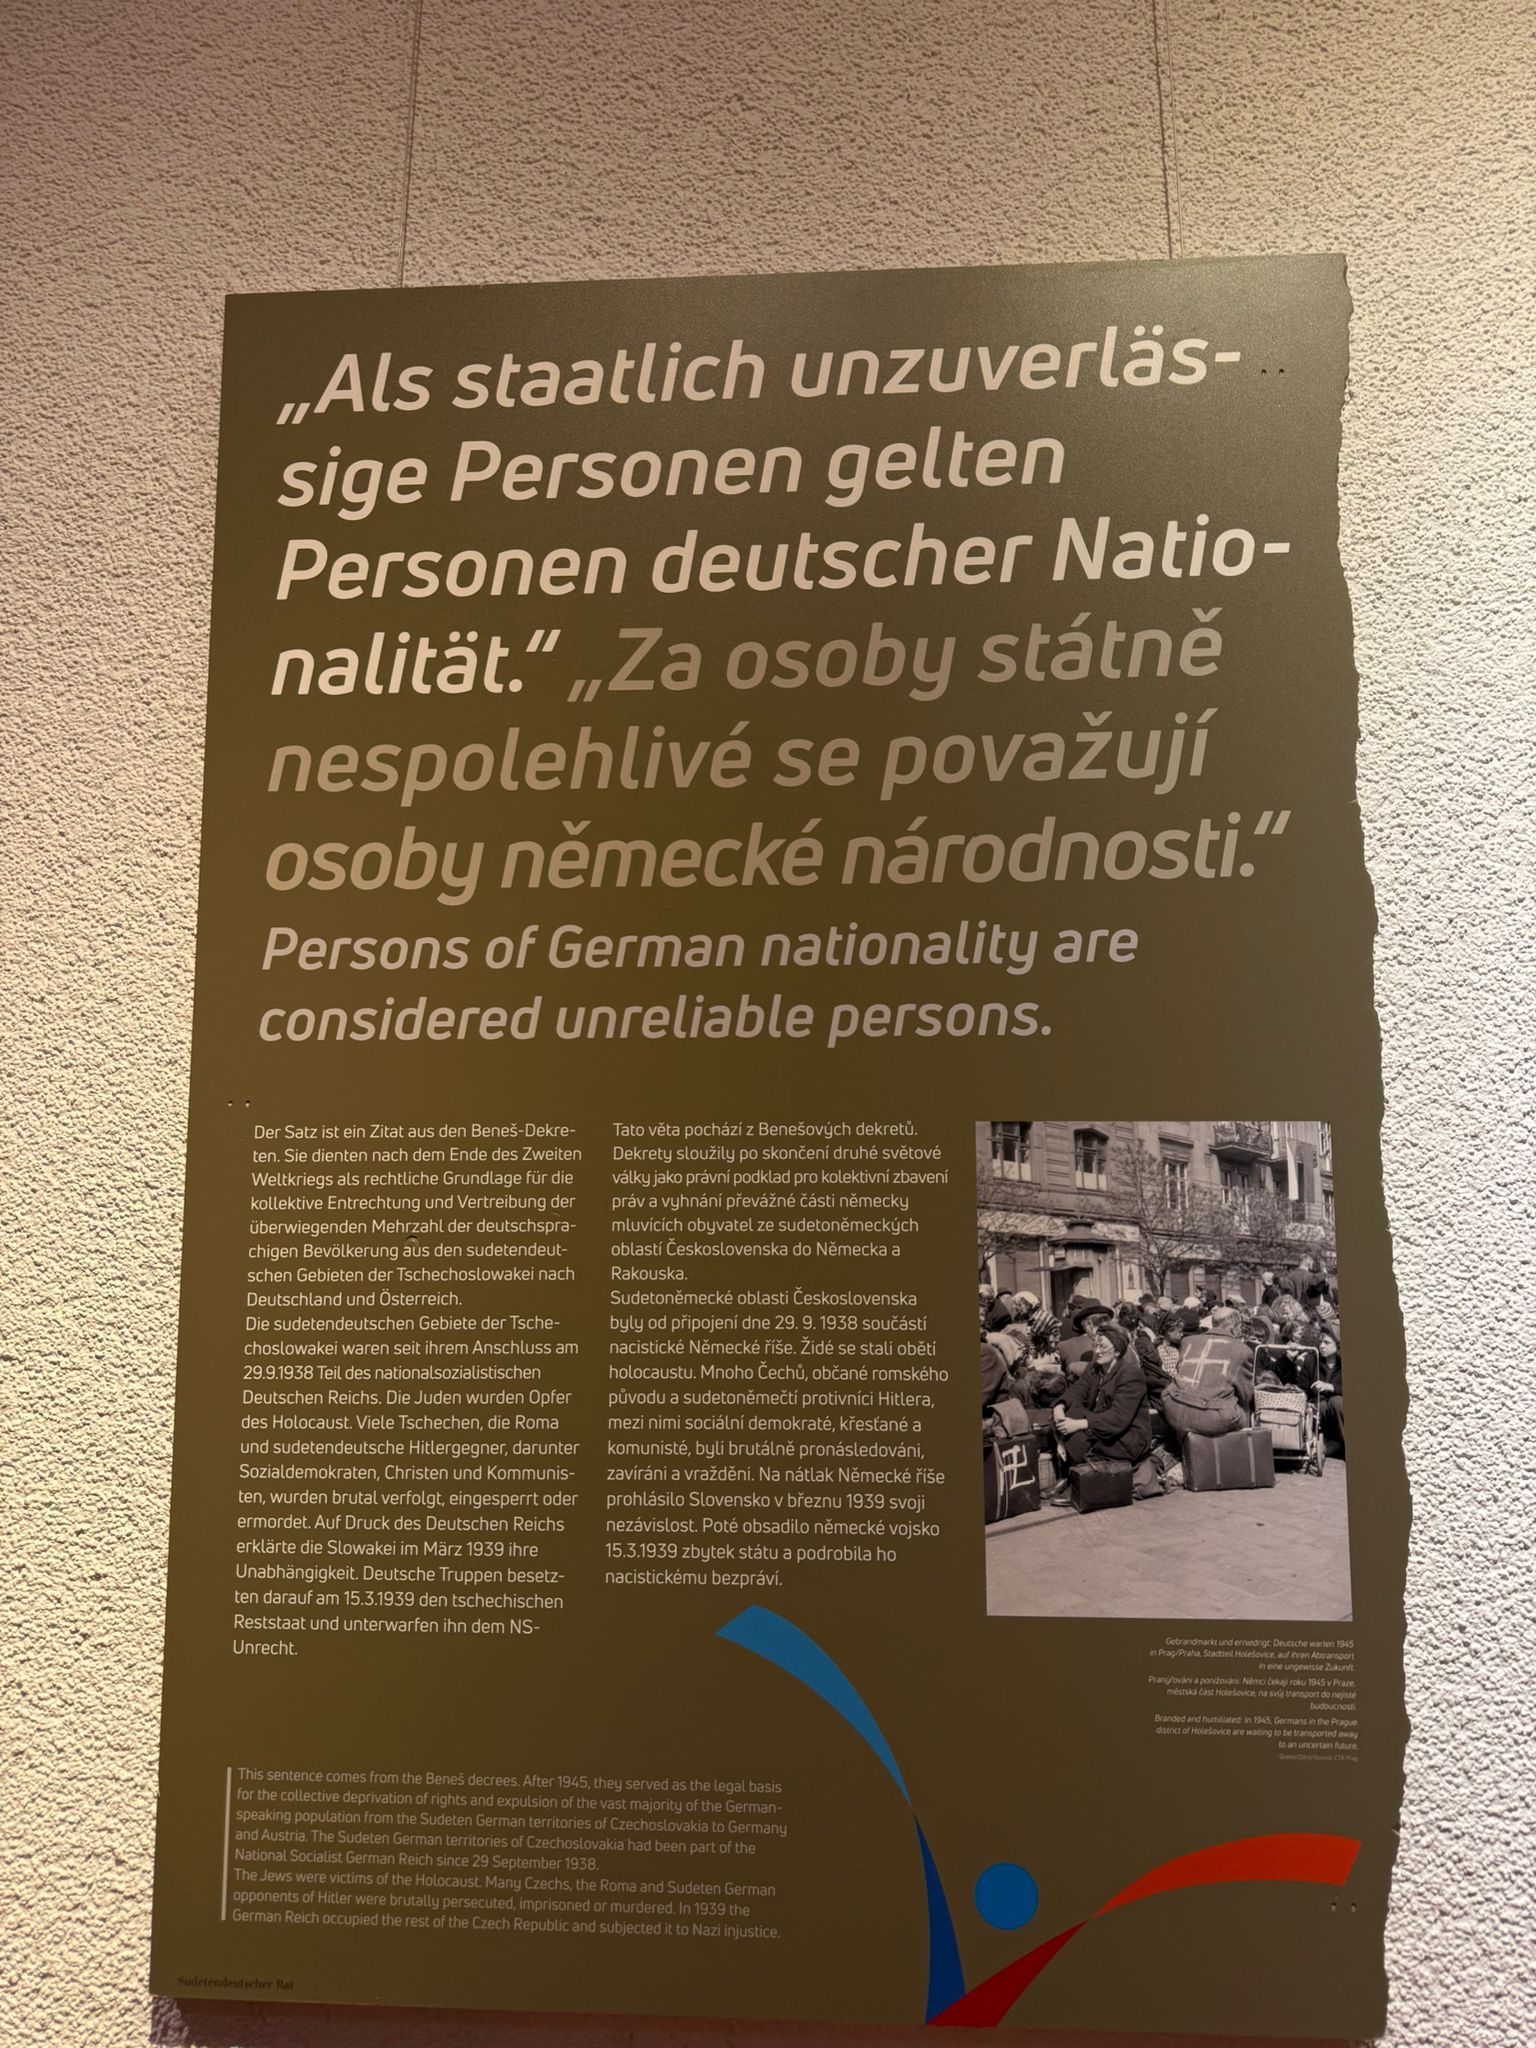 „Als staatlich unzuverläs-
sige Personen gelten
Personen deutscher Natio-
nalität.“ „Za osoby státně
nespolehlivé se považují
osoby německé národnosti.“
Persons of German nationality are
considered unreliable persons.
Der Satz ist ein Zitat aus den Beneš-Dekre-
ten. Sie dienten nach dem Ende des Zweiten
Weltkriegs als rechtliche Grundlage für die
kollektive Entrechtung und Vertreibung der
überwiegenden Mehrzahl der deutschspra-
chigen Bevölkerung aus den sudetendeut-
schen Gebieten der Tschechoslowakei nach
Deutschland und Österreich.
Die sudetendeutschen Gebiete der Tsche-
choslowakei waren seit ihrem Anschluss am
29.9.1938 Teil des nationalsozialistischen
Deutschen Reichs. Die Juden wurden Opfer
des Holocaust. Viele Tschechen, die Roma
und sudetendeutsche Hitlergegner, darunter
Sozialdemokraten, Christen und Kommunis-
ten, wurden brutal verfolgt, eingesperrt oder
ermordet. Auf Druck des Deutschen Reichs
erklärte die Slowakei im März 1939 ihre
Unabhängigkeit. Deutsche Truppen besetz-
ten darauf am 15.3.1939 den tschechischen
Reststaat und unterwarfen ihn dem NS-
Unrecht.
Tato věta pochází z Benešových dekretů.
Dekrety sloužily po skončení druhé světové
války jako právní podklad pro kolektivní zbavení
práv a vyhnání převážné části německy
mluvících obyvatel ze sudetoněmeckých
oblastí Československa do Německa a
Rakouska.
Sudetoněmecké oblasti Československa
byly od připojení dne 29. 9. 1938 součástí
nacistické Německé říše. Židé se stali obětí
holocaustu. Mnoho Čechů, občané romského
původu a sudetoněmečtí protivníci Hitlera,
mezi nimi sociální demokraté, křesťané a
komunisté, byli brutálně pronásledováni,
zavíráni a vražděni. Na nátlak Německé říše
prohlásilo Slovensko v březnu 1939 svoji
nezávislost. Poté obsadilo německé vojsko
15.3.1939 zbytek státu a podrobila ho
nacistickému bezpráví.
Gebrandmarkt und erniedrigt: Deutsche warten 1945
in Prag/Praha, Stadtteil Holešovice, auf ihren Abtransport
in eine ungewisse Zukunft.
Pranýřováni a ponižováni: Němci čekají roku 1945 v Praze,
městská část Holešovice, na svůj transport do nejisté
budoucnosti.
Branded and humiliated: In 1945, Germans in the Prague
district of Holešovice are waiting to be transported away
to an uncertain future.
Quelle/Zdroj/Source: ČTK Prag
This sentence comes from the Beneš decrees. After 1945, they served as the legal basis
for the collective deprivation of rights and expulsion of the vast majority of the German-
speaking population from the Sudeten German territories of Czechoslovakia to Germany
and Austria. The Sudeten German territories of Czechoslovakia had been part of the
National Socialist German Reich since 29 September 1938.
The Jews were victims of the Holocaust. Many Czechs, the Roma and Sudeten German
opponents of Hitler were brutally persecuted, imprisoned or murdered. In 1939 the
German Reich occupied the rest of the Czech Republic and subjected it to Nazi injustice.
Sudetendeutscher Rat